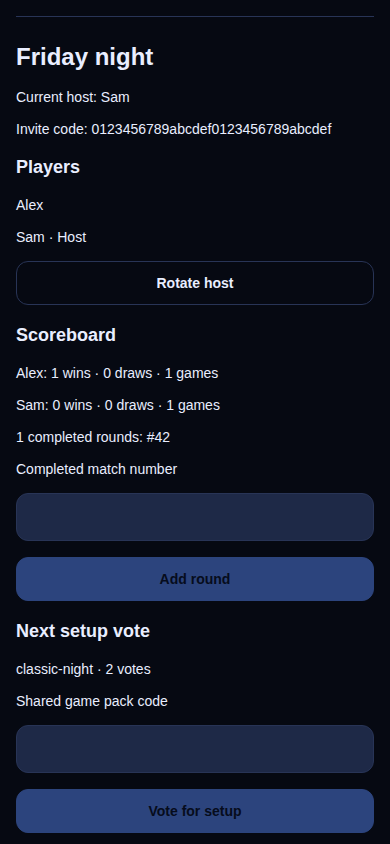 Friday night
Current host: Sam
Invite code: 0123456789abcdef0123456789abcdef
Players
Alex
Sam · Host
Rotate host
Scoreboard
Alex: 1 wins · 0 draws · 1 games
Sam: 0 wins · 0 draws · 1 games
1 completed rounds: #42
Completed match number
Add round
Next setup vote
classic-night · 2 votes
Shared game pack code
Vote for setup